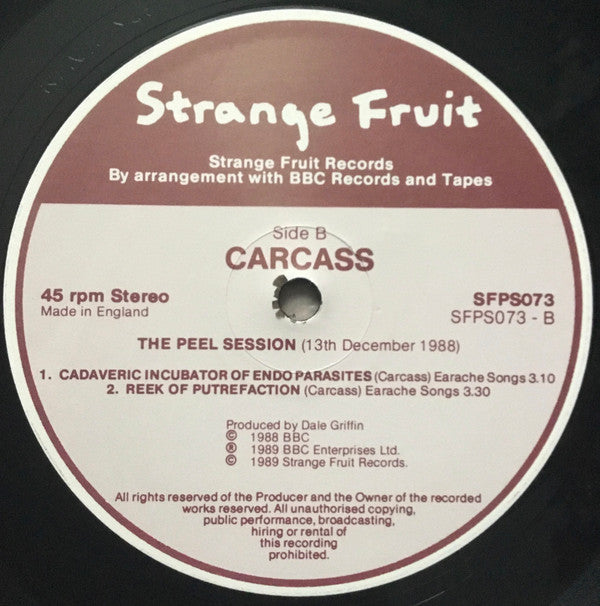 Strange Fruit
Strange Fruit Records
By arrangement with BBC Records and Tapes
Side B
CARCASS
45 rpm Stereo
Made in England
SFPS073
SFPS073 - B
THE PEEL SESSION (13th December 1988)
1. CADAVERIC INCUBATOR OF ENDO PARASITES (Carcass) Earache Songs 3.10
2. REEK OF PUTREFACTION (Carcass) Earache Songs 3.30
Produced by Dale Griffin
© 1988 BBC
® 1989 BBC Enterprises Ltd.
© 1989 Strange Fruit Records.
All rights reserved of the Producer and the Owner of the recorded
works reserved. All unauthorised copying,
public performance, broadcasting,
hiring or rental of
this recording
prohibited.